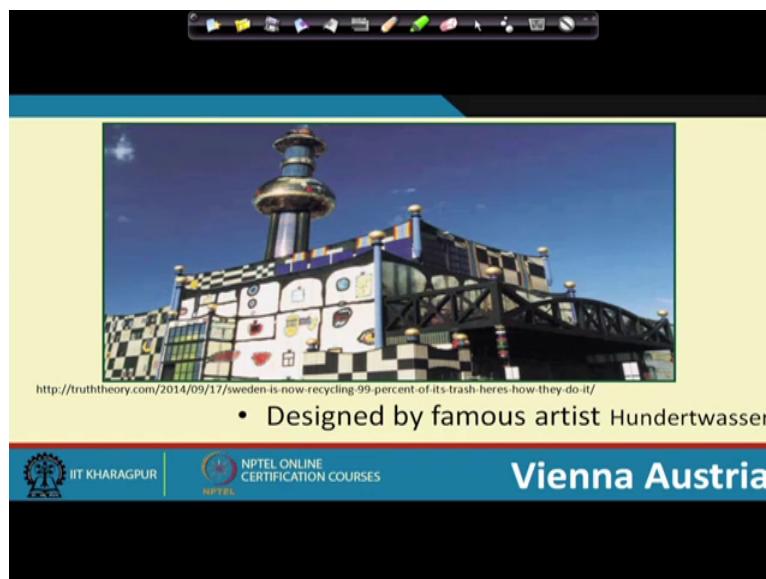 http://truththeory.com/2014/09/17/sweden-is-now-recycling-99-percent-of-its-trash-heres-how-they-do-it/
• Designed by famous artist Hundertwasser
IIT KHARAGPUR
NPTEL
NPTEL ONLINE
CERTIFICATION COURSES
Vienna Austria